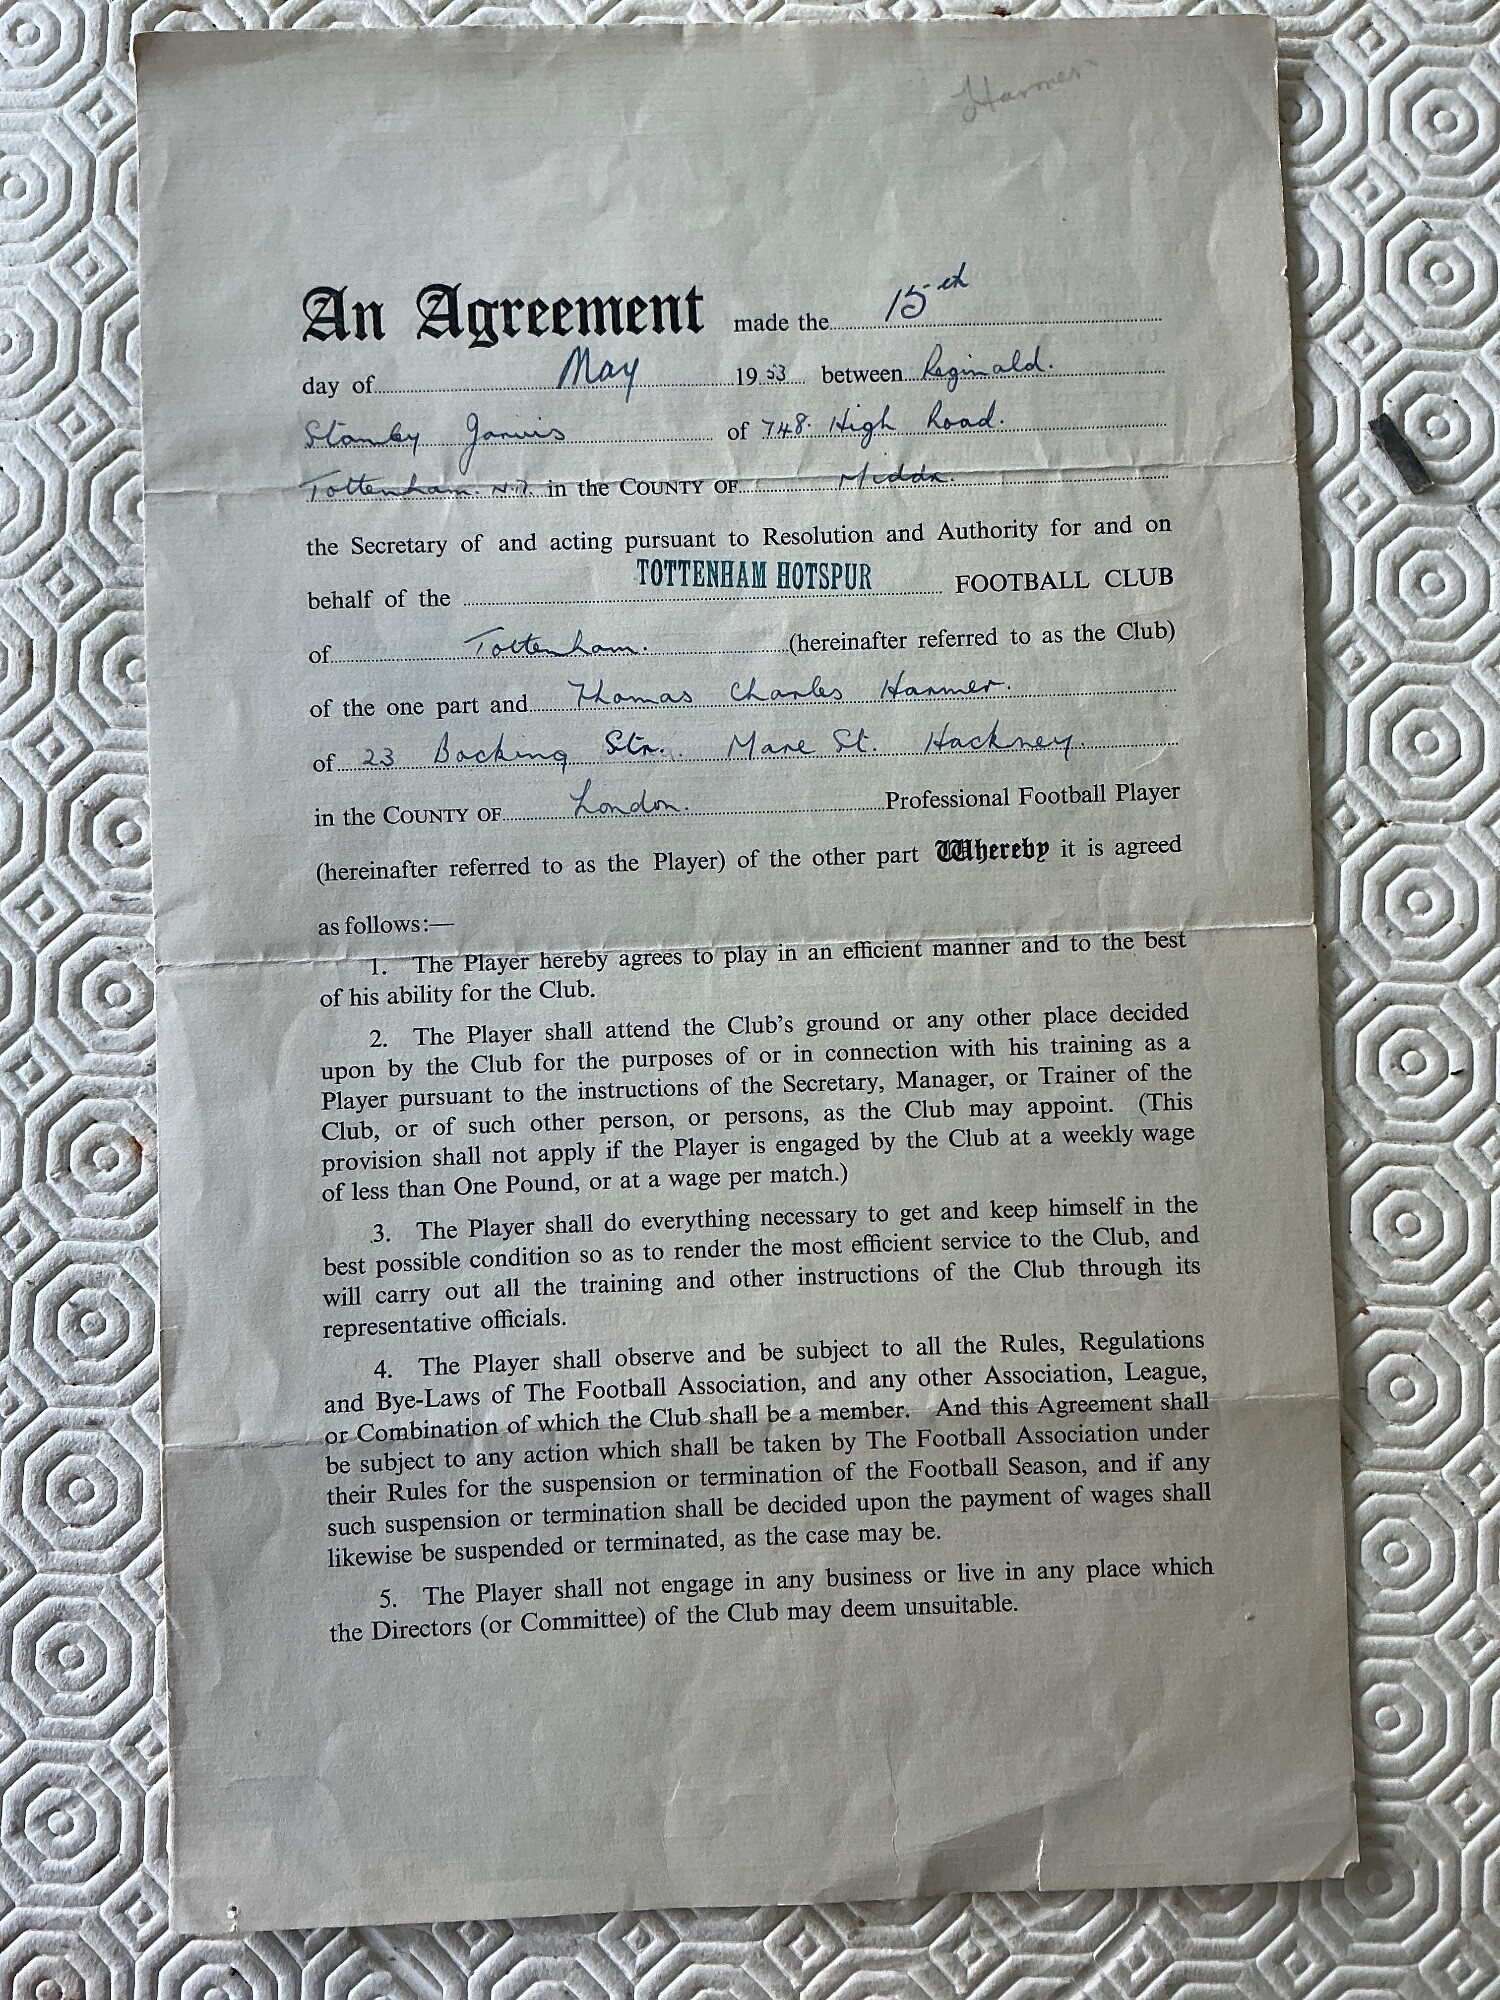 Harmer
An Agreement made the 15th
day of May 1953 between Reginald.
Stanley Jarvis of 748. High Road.
Tottenham. N.17. in the COUNTY OF Middx.
the Secretary of and acting pursuant to Resolution and Authority for and on
behalf of the TOTTENHAM HOTSPUR FOOTBALL CLUB
of Tottenham. (hereinafter referred to as the Club)
of the one part and Thomas Charles Harmer.
of 23 Bocking Str. Mare St. Hackney.
in the COUNTY OF London. Professional Football Player
(hereinafter referred to as the Player) of the other part Whereby it is agreed
as follows:—
1. The Player hereby agrees to play in an efficient manner and to the best
of his ability for the Club.
2. The Player shall attend the Club's ground or any other place decided
upon by the Club for the purposes of or in connection with his training as a
Player pursuant to the instructions of the Secretary, Manager, or Trainer of the
Club, or of such other person, or persons, as the Club may appoint. (This
provision shall not apply if the Player is engaged by the Club at a weekly wage
of less than One Pound, or at a wage per match.)
3. The Player shall do everything necessary to get and keep himself in the
best possible condition so as to render the most efficient service to the Club, and
will carry out all the training and other instructions of the Club through its
representative officials.
4. The Player shall observe and be subject to all the Rules, Regulations
and Bye-Laws of The Football Association, and any other Association, League,
or Combination of which the Club shall be a member. And this Agreement shall
be subject to any action which shall be taken by The Football Association under
their Rules for the suspension or termination of the Football Season, and if any
such suspension or termination shall be decided upon the payment of wages shall
likewise be suspended or terminated, as the case may be.
5. The Player shall not engage in any business or live in any place which
the Directors (or Committee) of the Club may deem unsuitable.